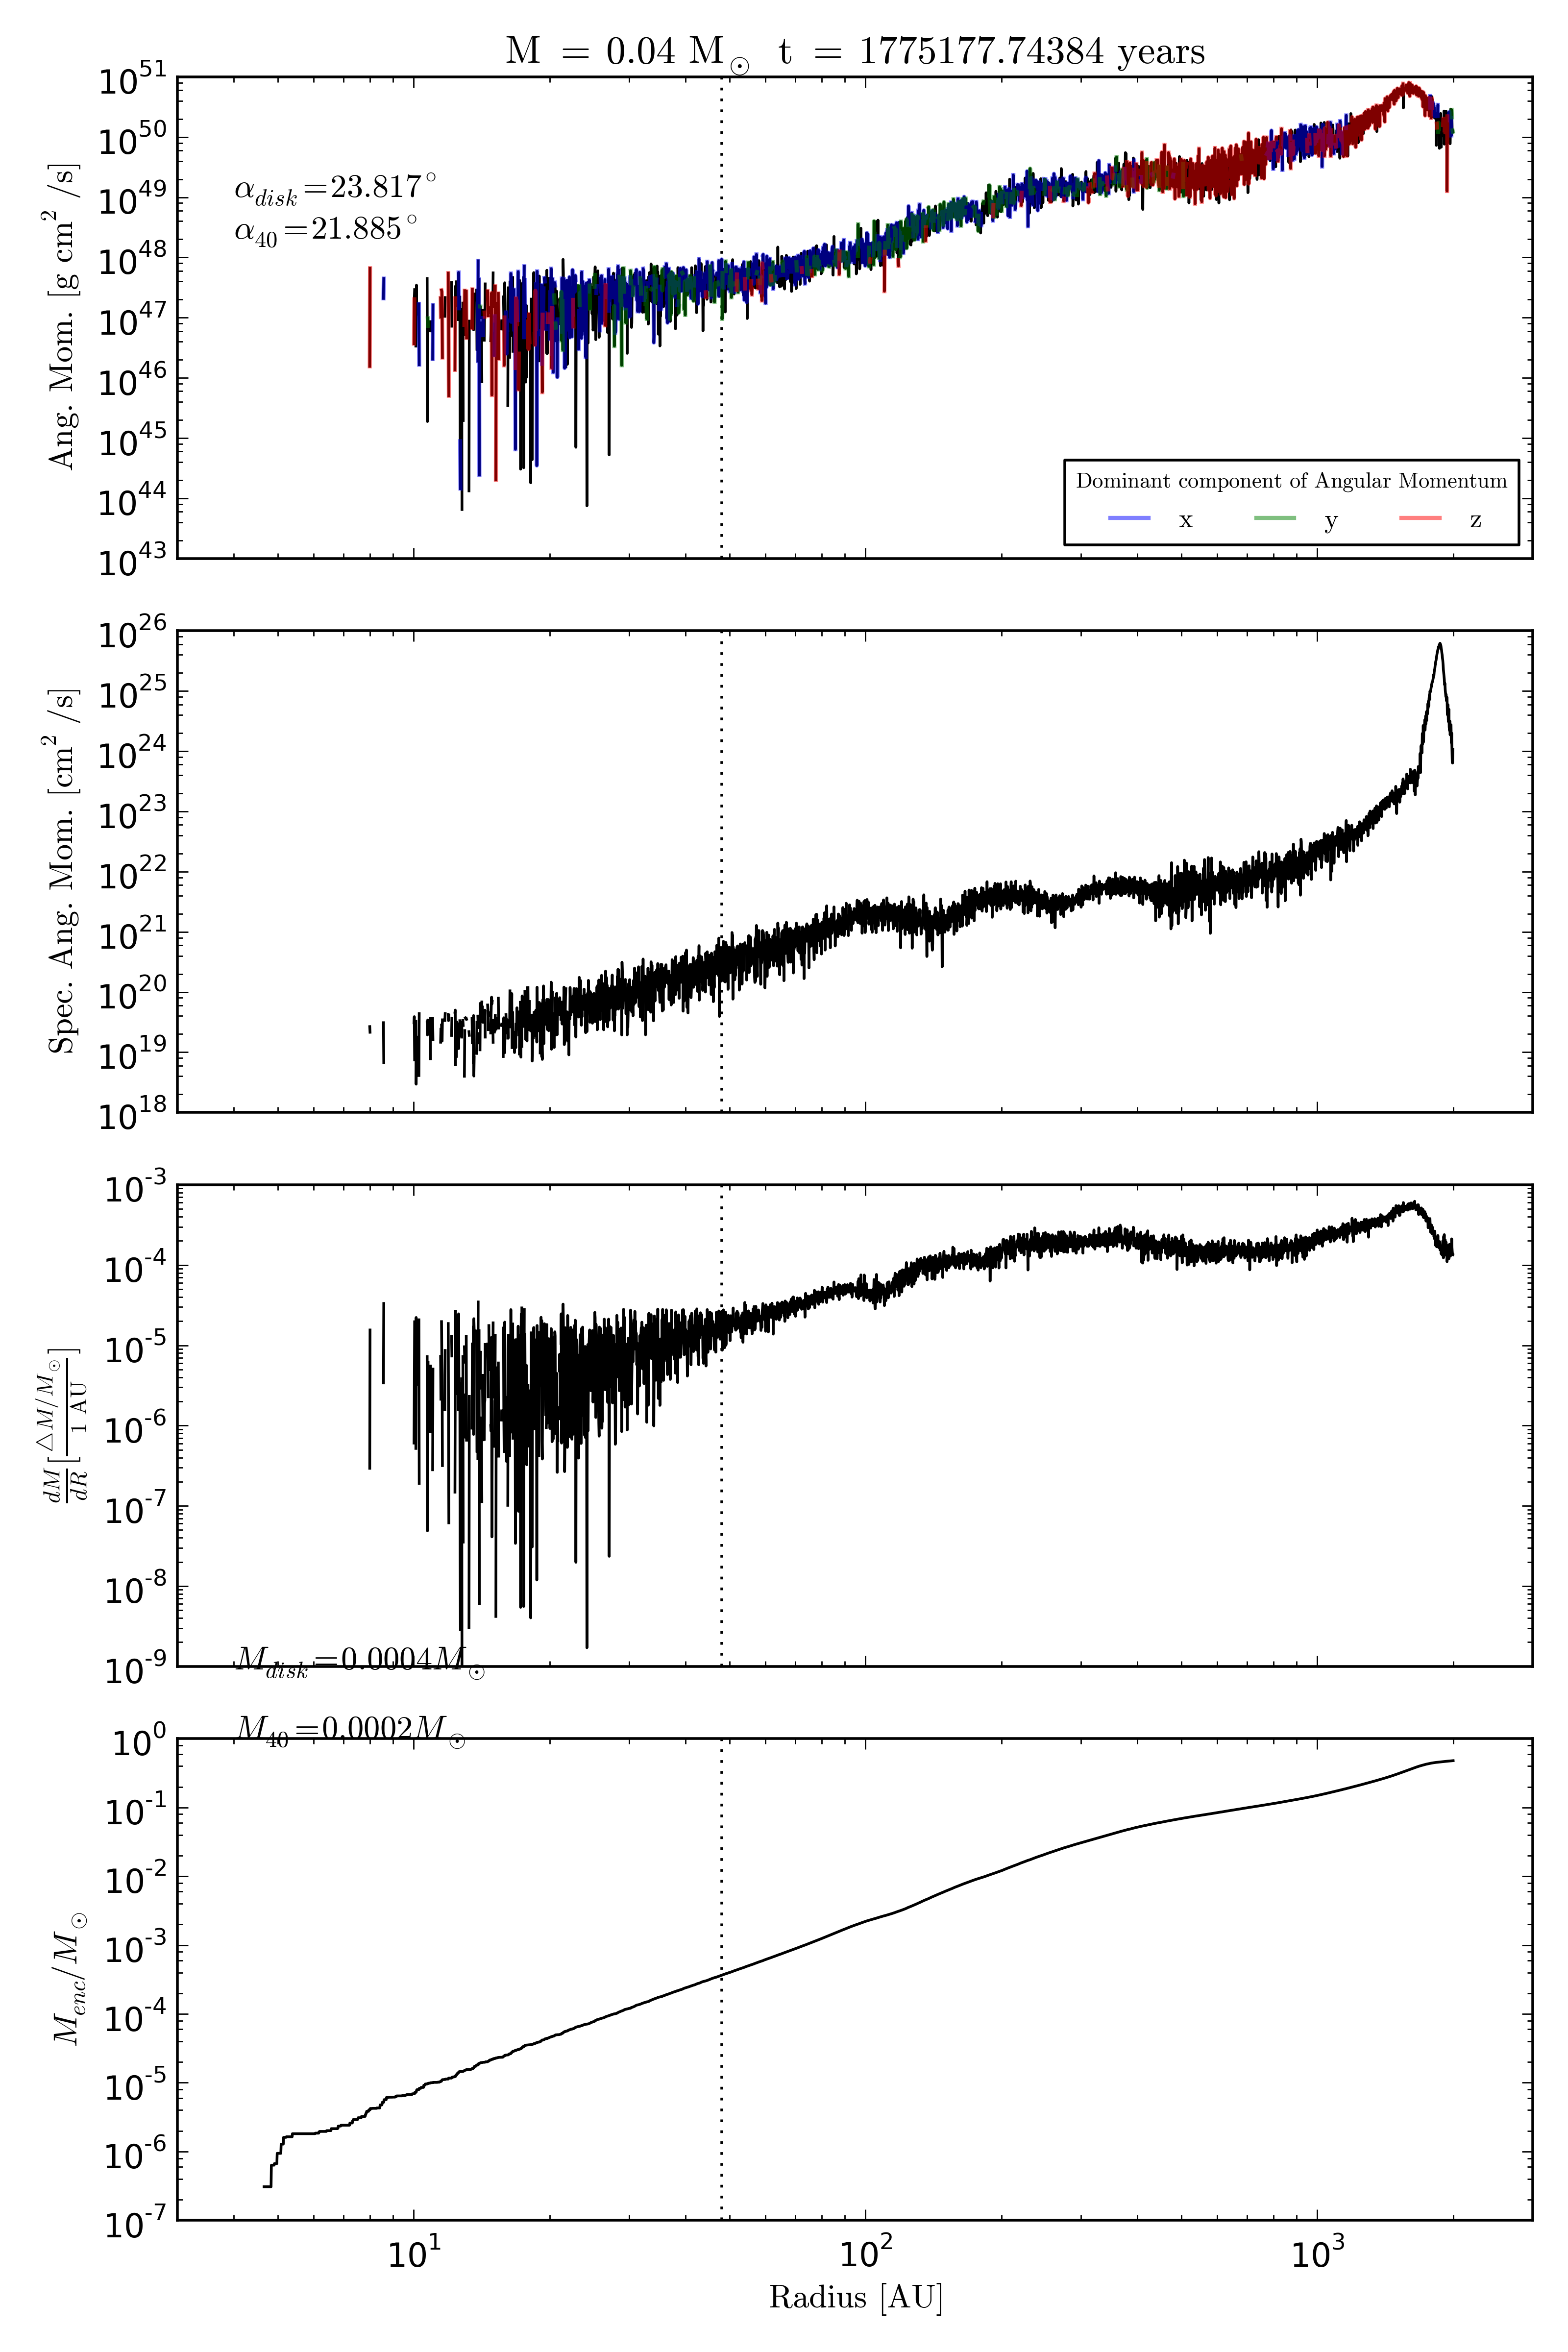 M = 0.04 M⊙ t = 1775177.74384 years
10^51
10^50
10^49
10^48
10^47
10^46
10^45
10^44
10^43
Ang. Mom. [g cm^2 /s]
α_disk=23.817°
α_40=21.885°
Dominant component of Angular Momentum
x y z
10^26
10^25
10^24
10^23
10^22
10^21
10^20
10^19
10^18
Spec. Ang. Mom. [cm^2 /s]
10^-3
10^-4
10^-5
10^-6
10^-7
10^-8
10^-9
dM/dR [△M/M⊙ / 1 AU]
M_disk=0.0004M⊙
M_40=0.0002M⊙
10^0
10^-1
10^-2
10^-3
10^-4
10^-5
10^-6
10^-7
M_enc/M⊙
10^1 10^2 10^3
Radius [AU]